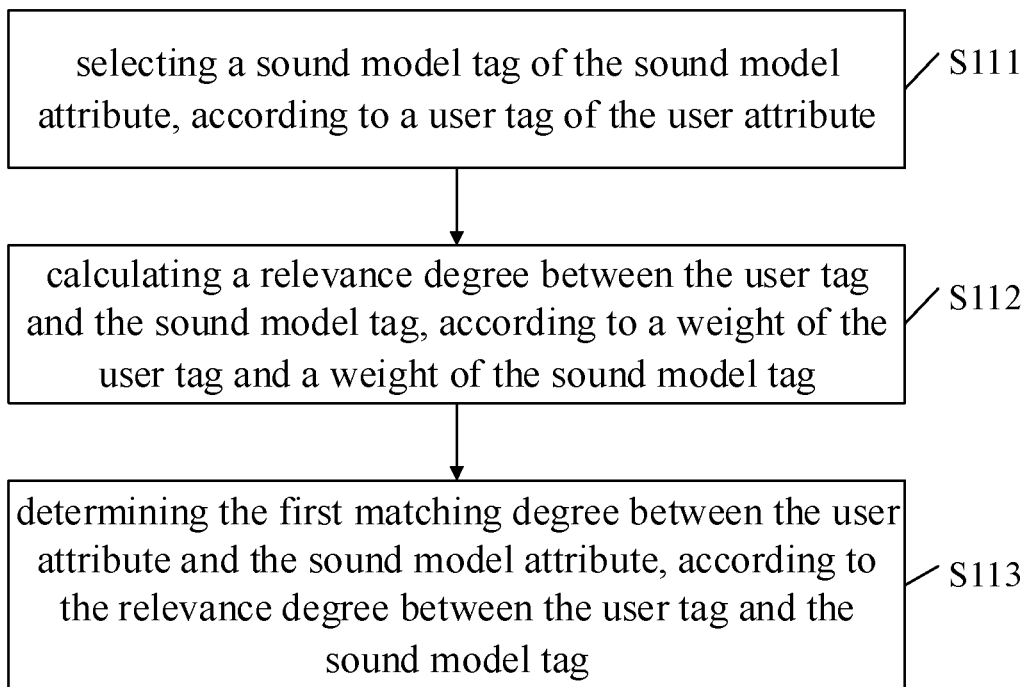 selecting a sound model tag of the sound model
attribute, according to a user tag of the user attribute
S111
calculating a relevance degree between the user tag
and the sound model tag, according to a weight of the
user tag and a weight of the sound model tag
S112
determining the first matching degree between the user
attribute and the sound model attribute, according to
the relevance degree between the user tag and the
sound model tag
S113